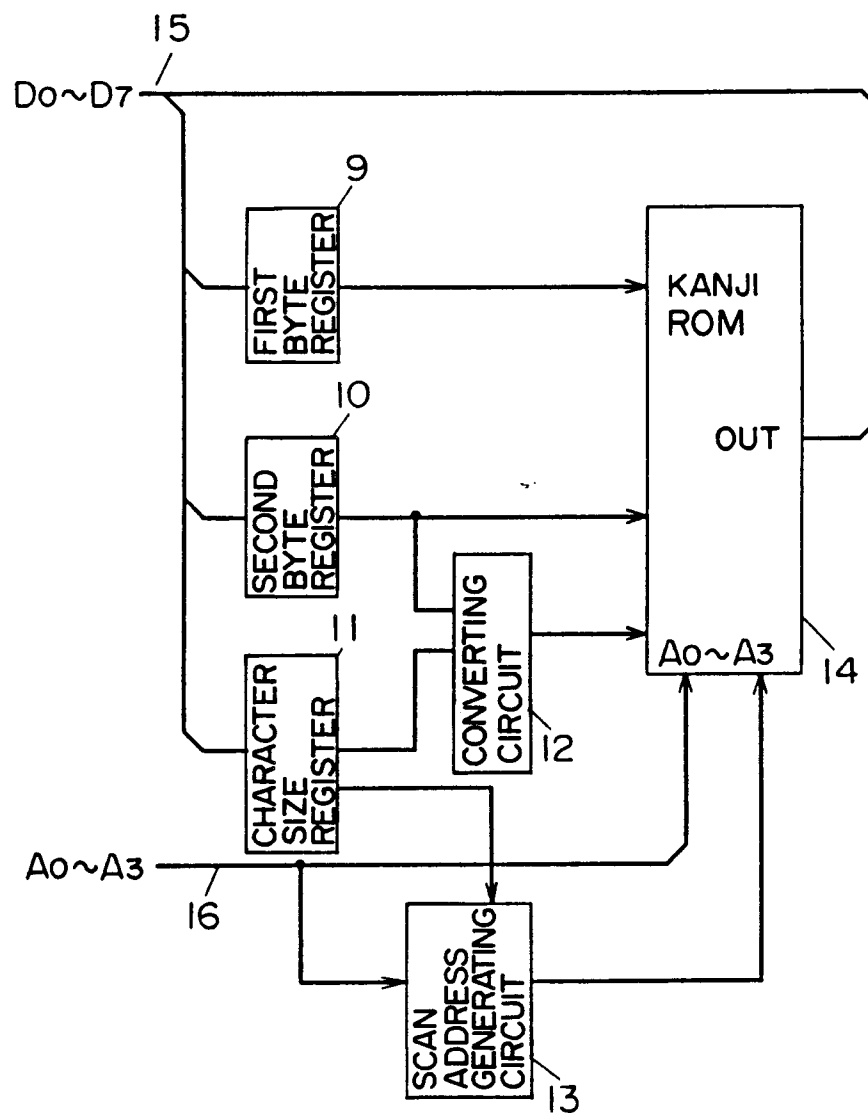 15
D0~D7
9
FIRST
BYTE
REGISTER
KANJI
ROM
10
OUT
SECOND
BYTE
REGISTER
11
CONVERTING
CIRCUIT
A0~A3
14
12
CHARACTER
SIZE
REGISTER
A0~A3
16
SCAN
ADDRESS
GENERATING
CIRCUIT
13